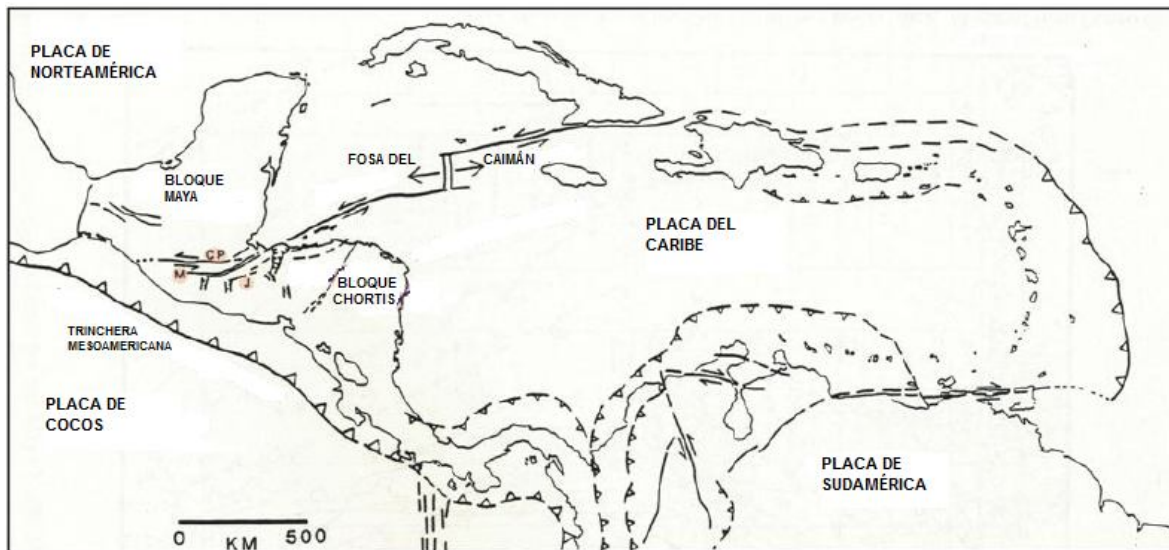 PLACA DE
NORTEAMÉRICA
FOSA DEL
CAIMÁN
BLOQUE
MAYA
PLACA DEL
CARIBE
CP
M
J
BLOQUE
CHORTIS
TRINCHERA
MESOAMERICANA
PLACA DE
COCOS
PLACA DE
SUDAMÉRICA
0 500
KM